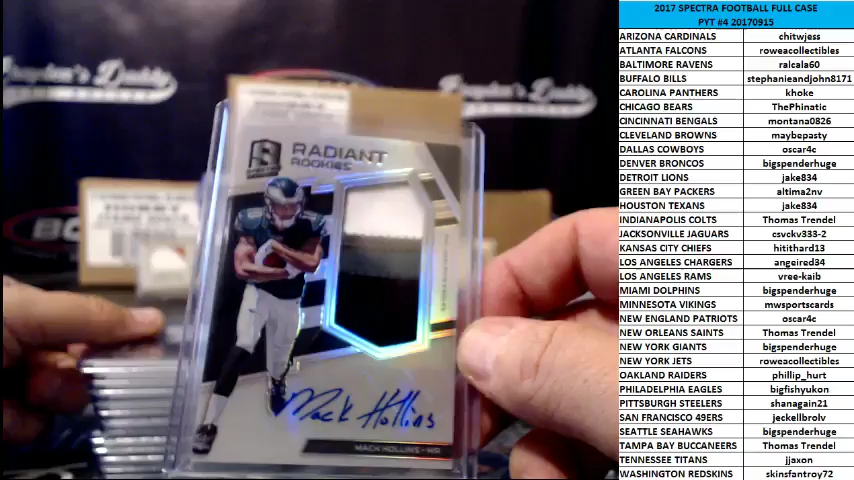 2017 SPECTRA FOOTBALL FULL CASE
PYT #4 20170915
ARIZONA CARDINALS chitwjess
ATLANTA FALCONS roweacollectibles
BALTIMORE RAVENS ralcala60
BUFFALO BILLS stephanieandjohn8171
CAROLINA PANTHERS khoke
CHICAGO BEARS ThePhinatic
CINCINNATI BENGALS montana0826
CLEVELAND BROWNS maybepasty
DALLAS COWBOYS oscar4c
DENVER BRONCOS bigspenderhuge
DETROIT LIONS jake834
GREEN BAY PACKERS altima2nv
HOUSTON TEXANS jake834
INDIANAPOLIS COLTS Thomas Trendel
JACKSONVILLE JAGUARS csvckv333-2
KANSAS CITY CHIEFS hitithard13
LOS ANGELES CHARGERS angeired34
LOS ANGELES RAMS vree-kaib
MIAMI DOLPHINS bigspenderhuge
MINNESOTA VIKINGS mwsportscards
NEW ENGLAND PATRIOTS oscar4c
NEW ORLEANS SAINTS Thomas Trendel
NEW YORK GIANTS bigspenderhuge
NEW YORK JETS roweacollectibles
OAKLAND RAIDERS phillip_hurt
PHILADELPHIA EAGLES bigfishyukon
PITTSBURGH STEELERS shanagain21
SAN FRANCISCO 49ERS jeckellbrolv
SEATTLE SEAHAWKS bigspenderhuge
TAMPA BAY BUCCANEERS Thomas Trendel
TENNESSEE TITANS jjaxon
WASHINGTON REDSKINS skinsfantroy72
RADIANT
ROOKIES
Mack Hollins
MACK HOLLINS - WR